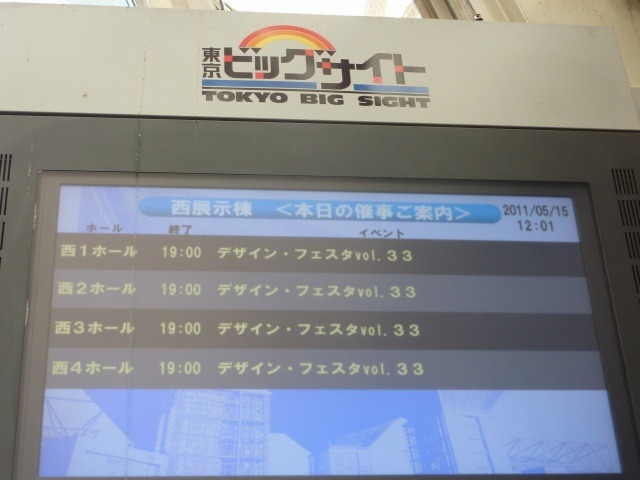 東京ビッグサイト
TOKYO BIG SIGHT
西展示棟 <本日の催事ご案内> 2011/05/15
12:01
ホール 終了 イベント
西1ホール 19:00 デザイン・フェスタvol.33
西2ホール 19:00 デザイン・フェスタvol.33
西3ホール 19:00 デザイン・フェスタvol.33
西4ホール 19:00 デザイン・フェスタvol.33